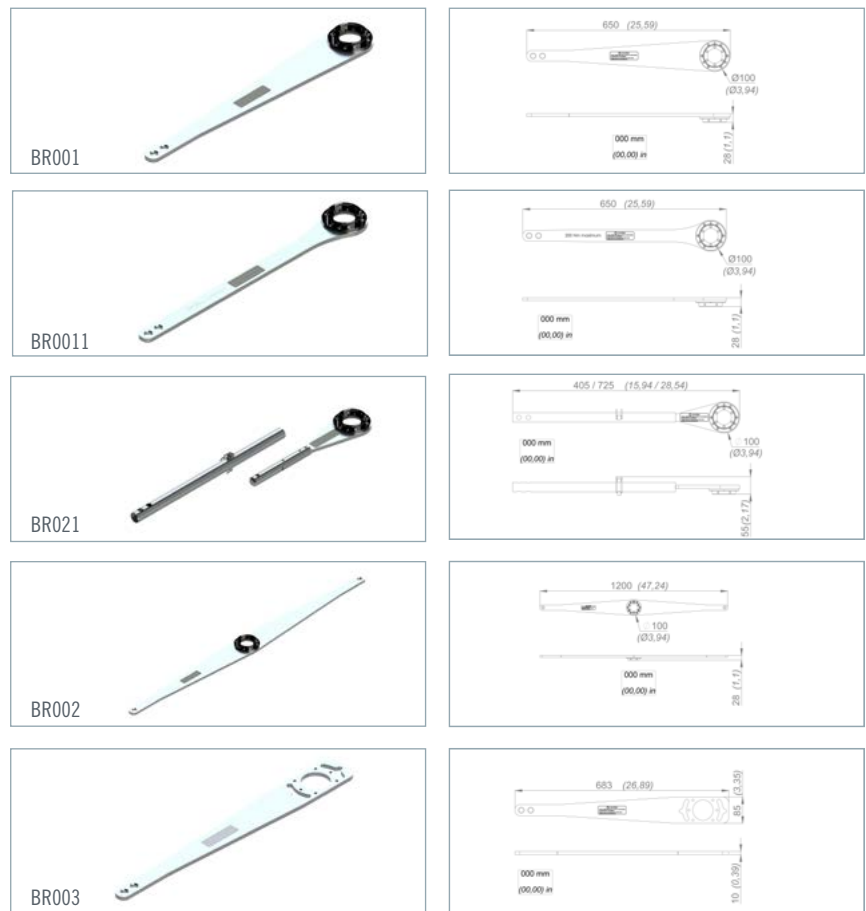 BR001
650 (25,59)
Ø100
(Ø3,94)
28 (1,1)
000 mm
(00,00) in
BR0011
650 (25,59)
Nm maximum
Ø100
(Ø3,94)
28 (1,1)
000 mm
(00,00) in
BR021
405 / 725 (15,94 / 28,54)
100
(Ø3,94)
000 mm
(00,00) in
55 (2,17)
BR002
1200 (47,24)
100
(Ø3,94)
000 mm
(00,00) in
28 (1,1)
BR003
683 (26,89)
85 (3,35)
000 mm
(00,00) in
10 (0,39)